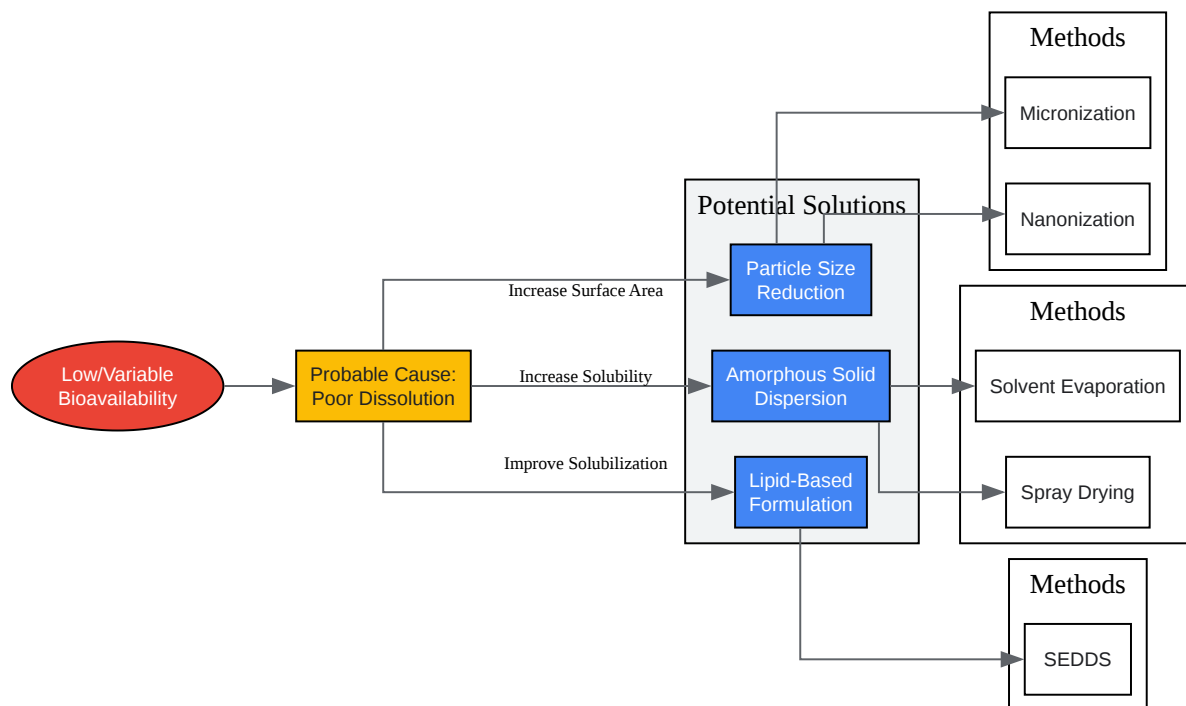 Low/Variable
Bioavailability
Probable Cause:
Poor Dissolution
Increase Surface Area
Increase Solubility
Improve Solubilization
Potential Solutions
Particle Size
Reduction
Amorphous Solid
Dispersion
Lipid-Based
Formulation
Methods
Micronization
Nanonization
Methods
Solvent Evaporation
Spray Drying
Methods
SEDDS